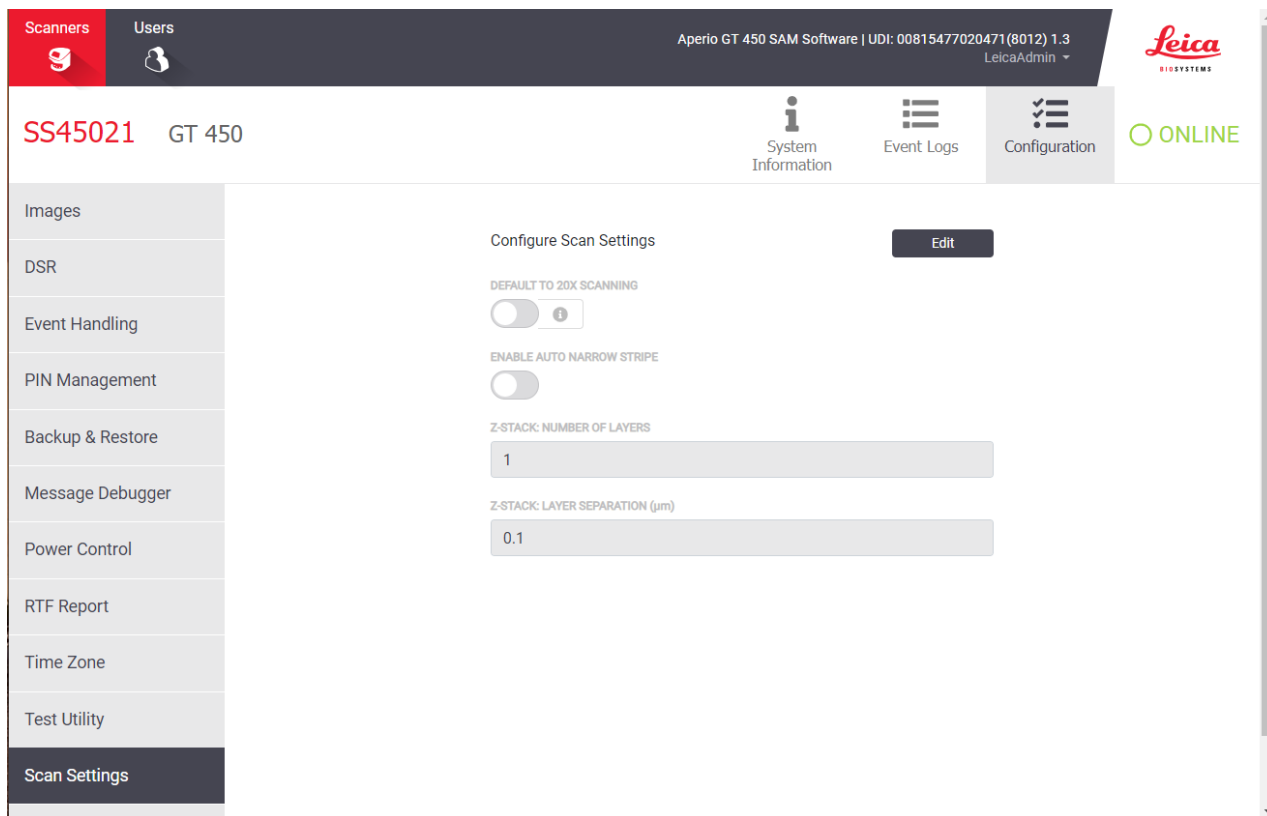 Scanners
Users
Aperio GT 450 SAM Software | UDI: 00815477020471(8012) 1.3
LeicaAdmin
Leica
BIOSYSTEMS
SS45021 GT 450
System
Information
Event Logs
Configuration
ONLINE
Images
DSR
Event Handling
PIN Management
Backup & Restore
Message Debugger
Power Control
RTF Report
Time Zone
Test Utility
Scan Settings
Configure Scan Settings
Edit
DEFAULT TO 20X SCANNING
ENABLE AUTO NARROW STRIPE
Z-STACK: NUMBER OF LAYERS
1
Z-STACK: LAYER SEPARATION (μm)
0.1